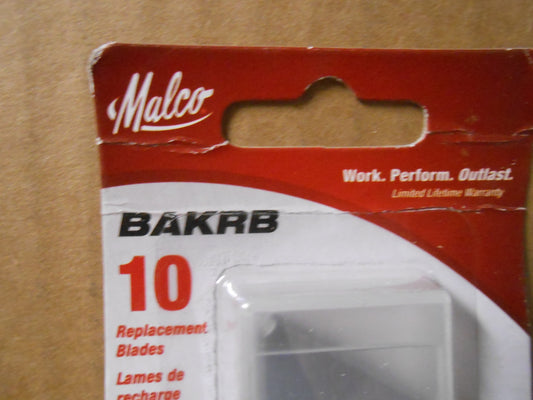 Malco
Work. Perform. Outlast.
Limited Lifetime Warranty
BAKRB
10
Replacement
Blades
Lames de
recharge